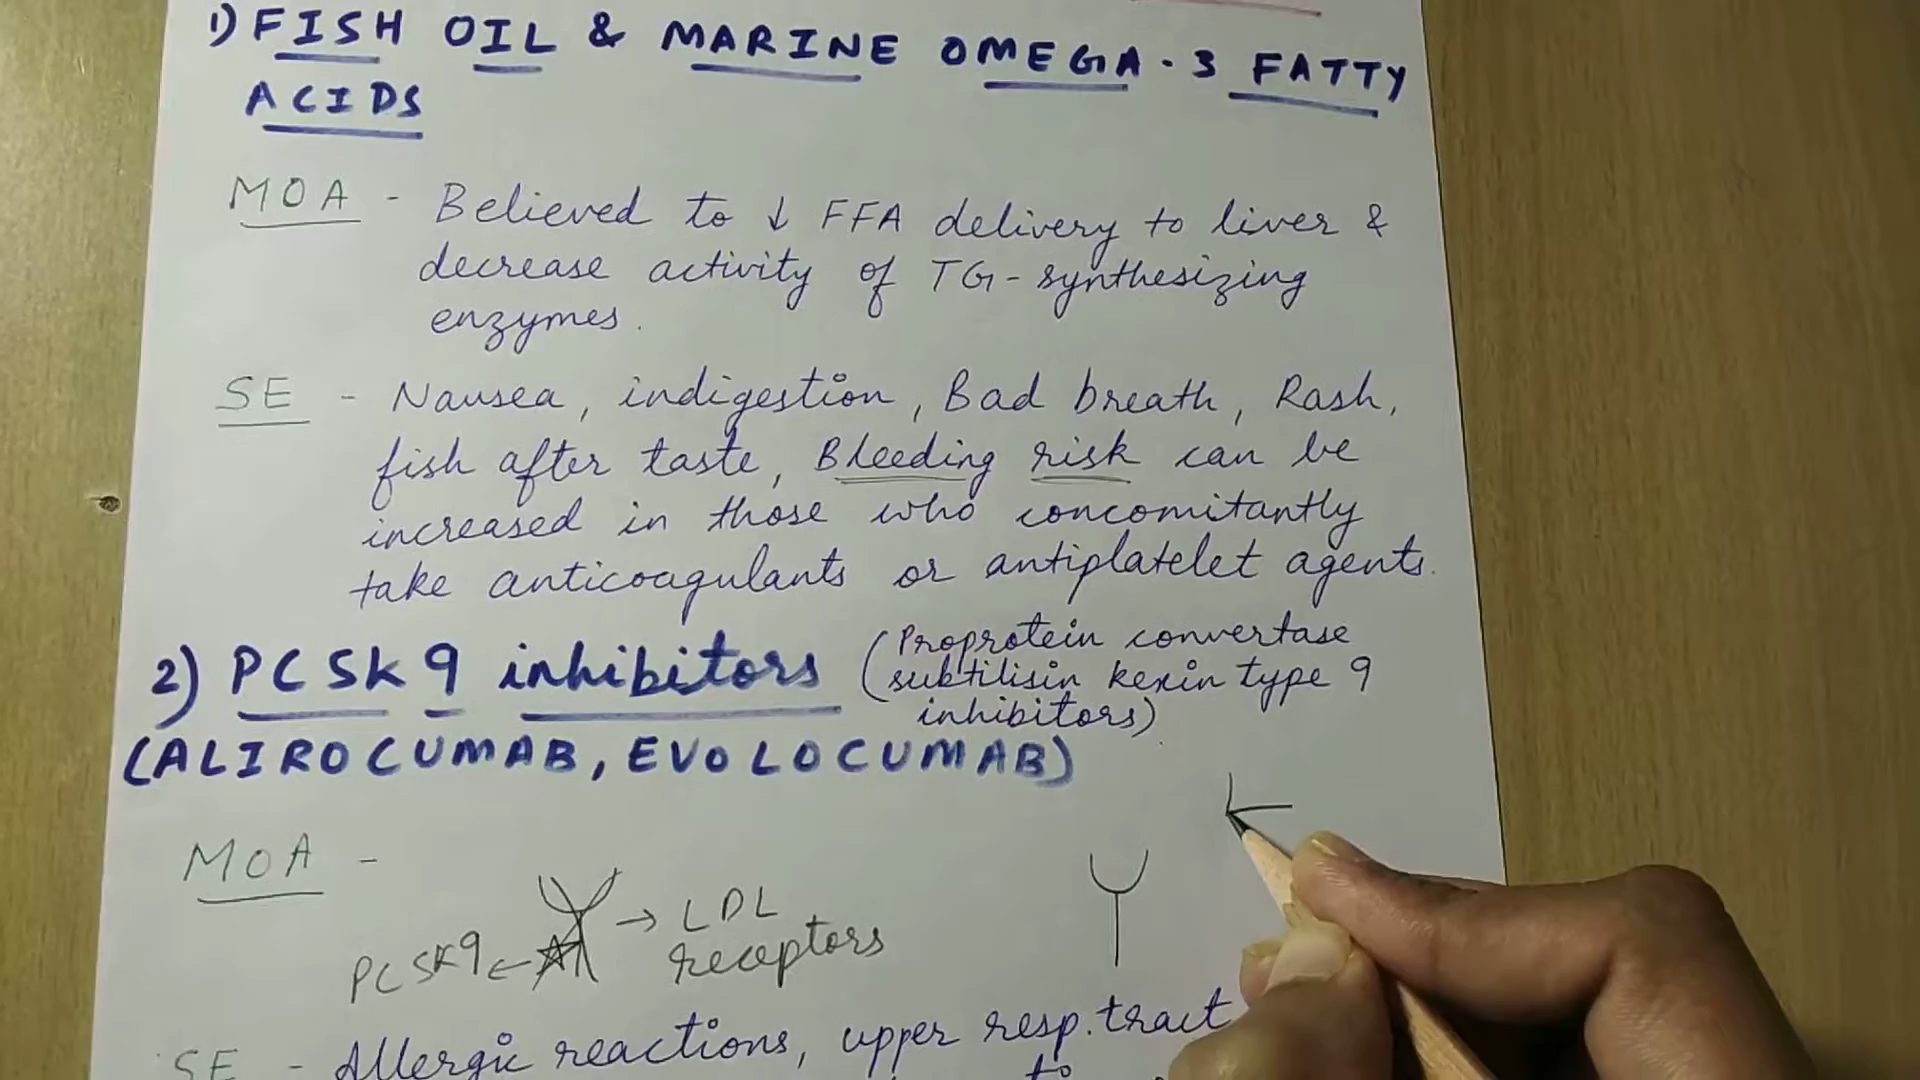 1) FISH OIL & MARINE OMEGA-3 FATTY
ACIDS
MOA - Believed to ↓ FFA delivery to liver &
decrease activity of TG-synthesizing
enzymes.
SE - Nausea, indigestion, Bad breath, Rash,
fish after taste, Bleeding risk can be
increased in those who concomitantly
take anticoagulants or antiplatelet agents.
2) PCSK9 inhibitors (Proprotein convertase
subtilisin kexin type 9
inhibitors)
(ALIROCUMAB, EVOLOCUMAB)
MOA -
PCSK9 ← → LDL
receptors
SE - Allergic reactions, upper resp. tract